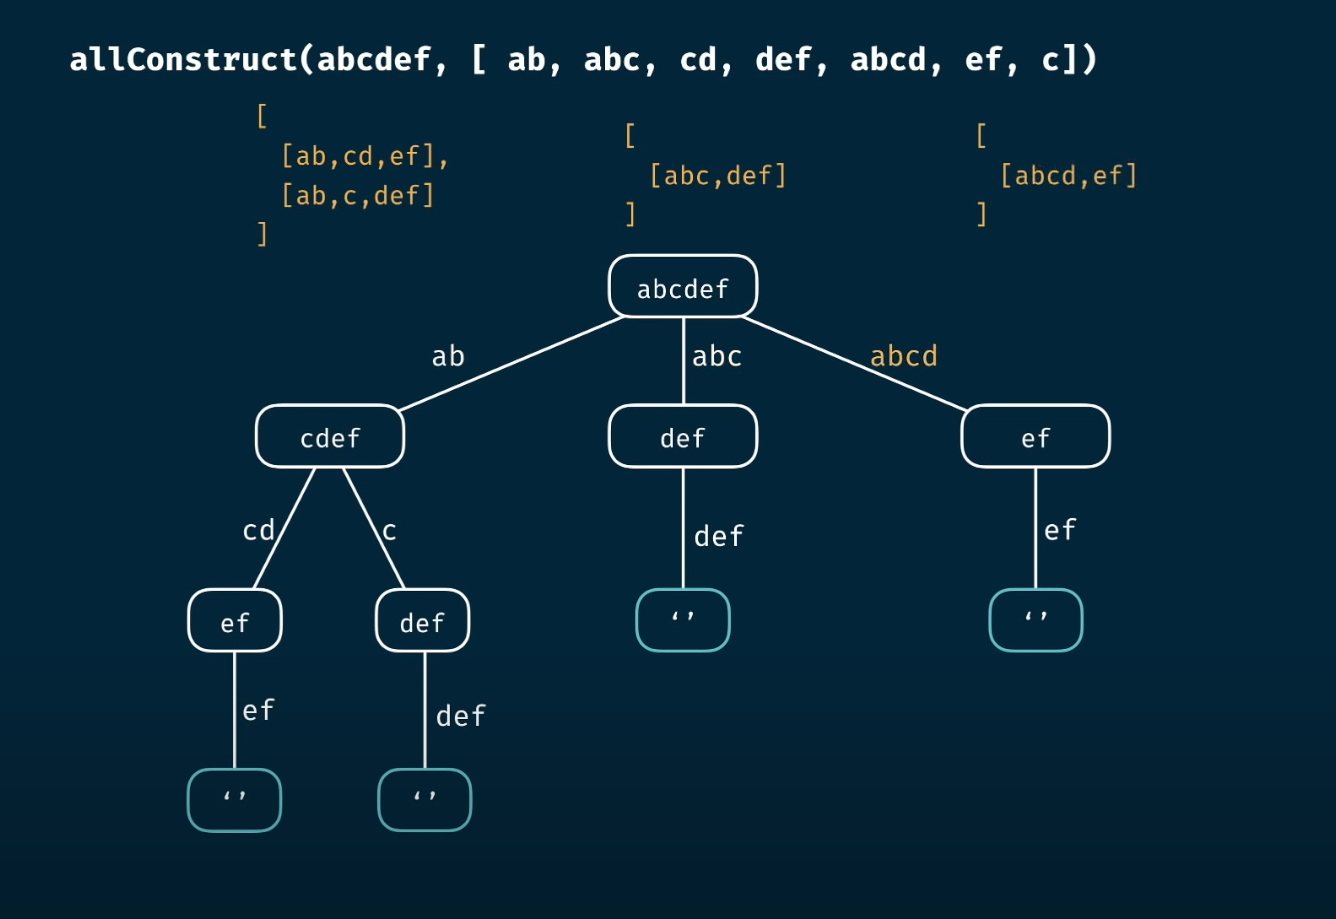 allConstruct(abcdef, [ ab, abc, cd, def, abcd, ef, c])
[
[ab,cd,ef],
[ab,c,def]
]
[
[abc,def]
]
[
[abcd,ef]
]
abcdef
ab
abc
abcd
cdef
def
ef
cd
c
def
ef
ef
def
‘’
‘’
ef
def
‘’
‘’